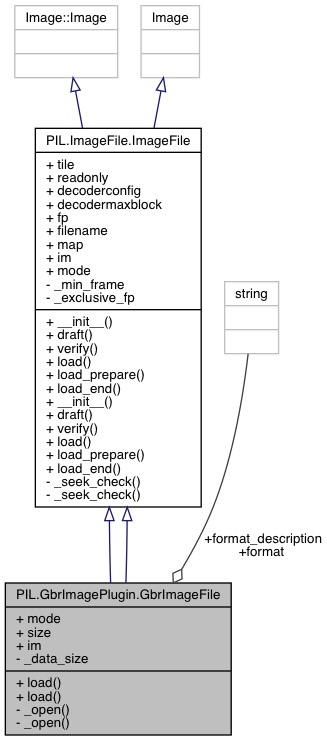 Image::Image
Image
PIL.ImageFile.ImageFile
+ tile
+ readonly
+ decoderconfig
+ decodermaxblock
+ fp
+ filename
+ map
+ im
+ mode
- _min_frame
- _exclusive_fp
+ __init__()
+ draft()
+ verify()
+ load()
+ load_prepare()
+ load_end()
+ __init__()
+ draft()
+ verify()
+ load()
+ load_prepare()
+ load_end()
- _seek_check()
- _seek_check()
string
+format_description
+format
PIL.GbrImagePlugin.GbrImageFile
+ mode
+ size
+ im
- _data_size
+ load()
+ load()
- _open()
- _open()